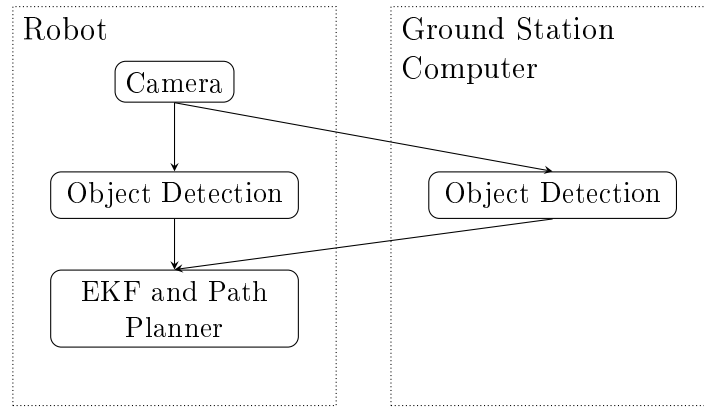 Robot
Camera
Object Detection
EKF and Path
Planner
Ground Station
Computer
Object Detection